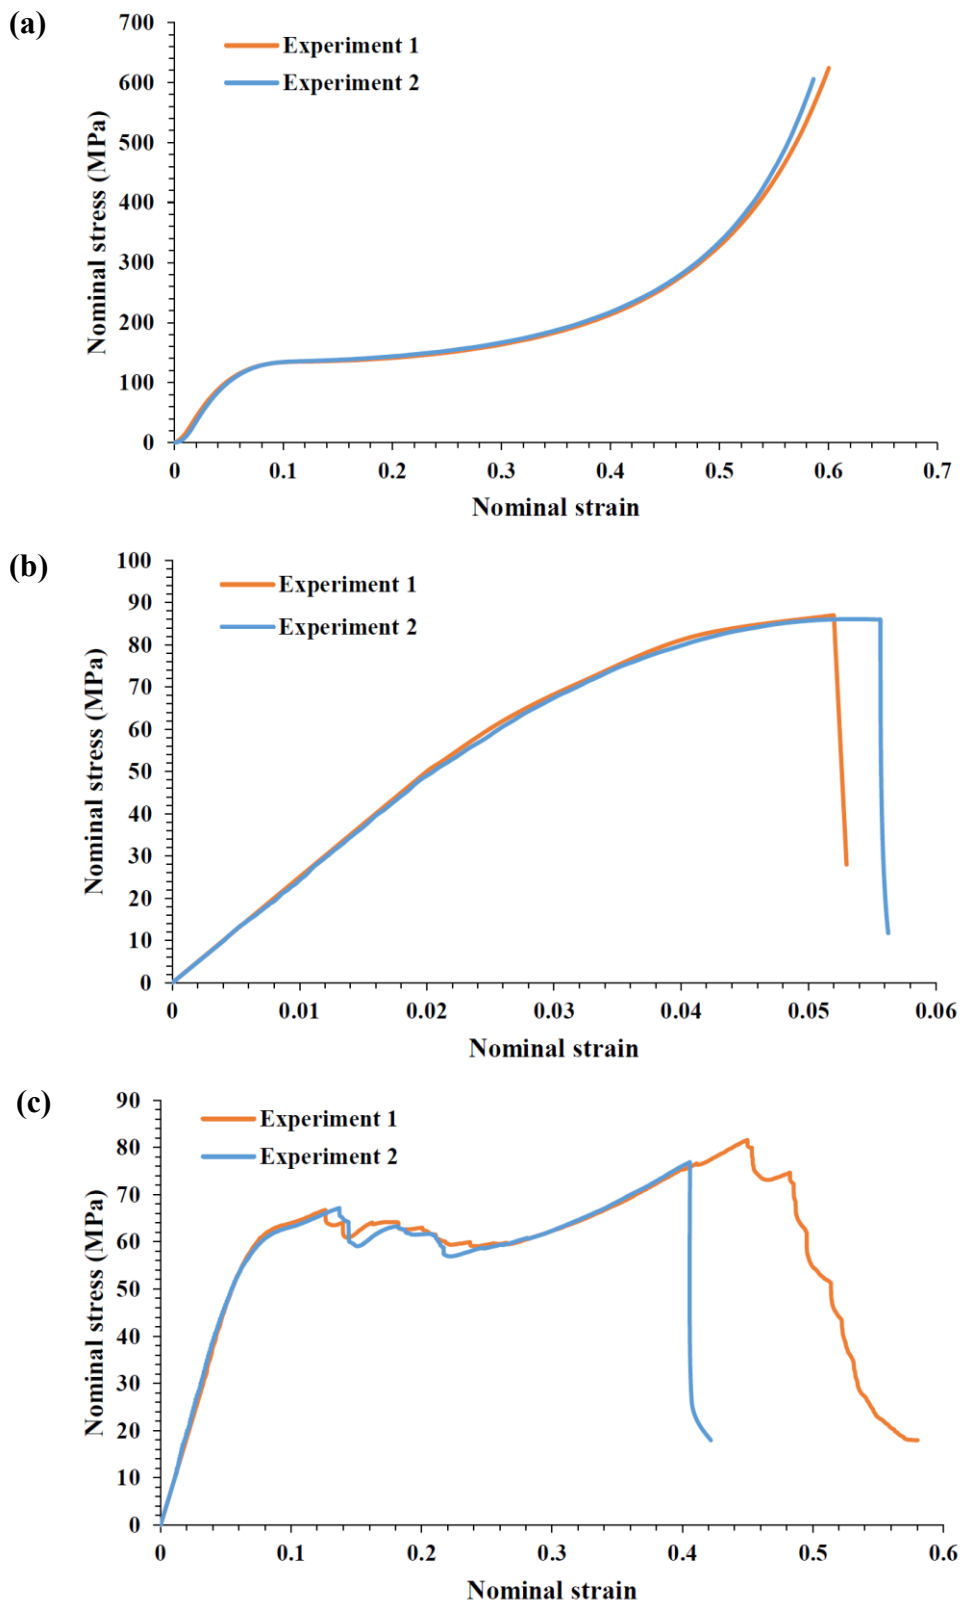 (a)
Nominal stress (MPa)
700
600
500
400
300
200
100
0
Experiment 1
Experiment 2
0 0.1 0.2 0.3 0.4 0.5 0.6 0.7
Nominal strain
(b)
Nominal stress (MPa)
100
90
80
70
60
50
40
30
20
10
0
Experiment 1
Experiment 2
0 0.01 0.02 0.03 0.04 0.05 0.06
Nominal strain
(c)
Nominal stress (MPa)
90
80
70
60
50
40
30
20
10
0
Experiment 1
Experiment 2
0 0.1 0.2 0.3 0.4 0.5 0.6
Nominal strain